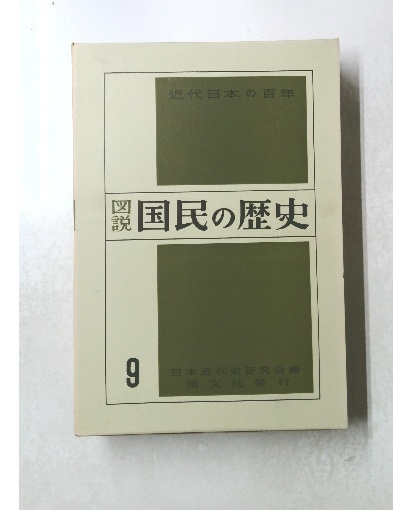 近代日本の百年
図説 国民の歴史
9
日本近代史研究会編
国文社発行